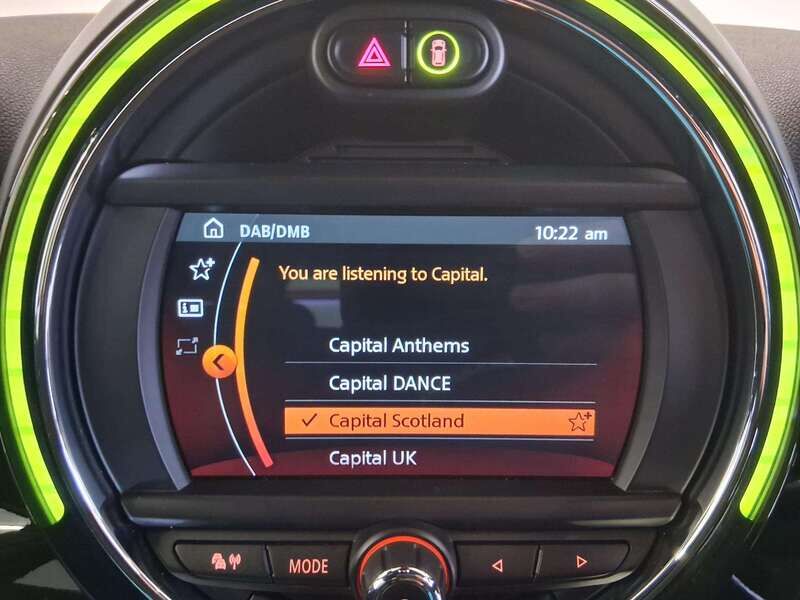 DAB/DMB 10:22 am
You are listening to Capital.
Capital Anthems
Capital DANCE
Capital Scotland
Capital UK
MODE